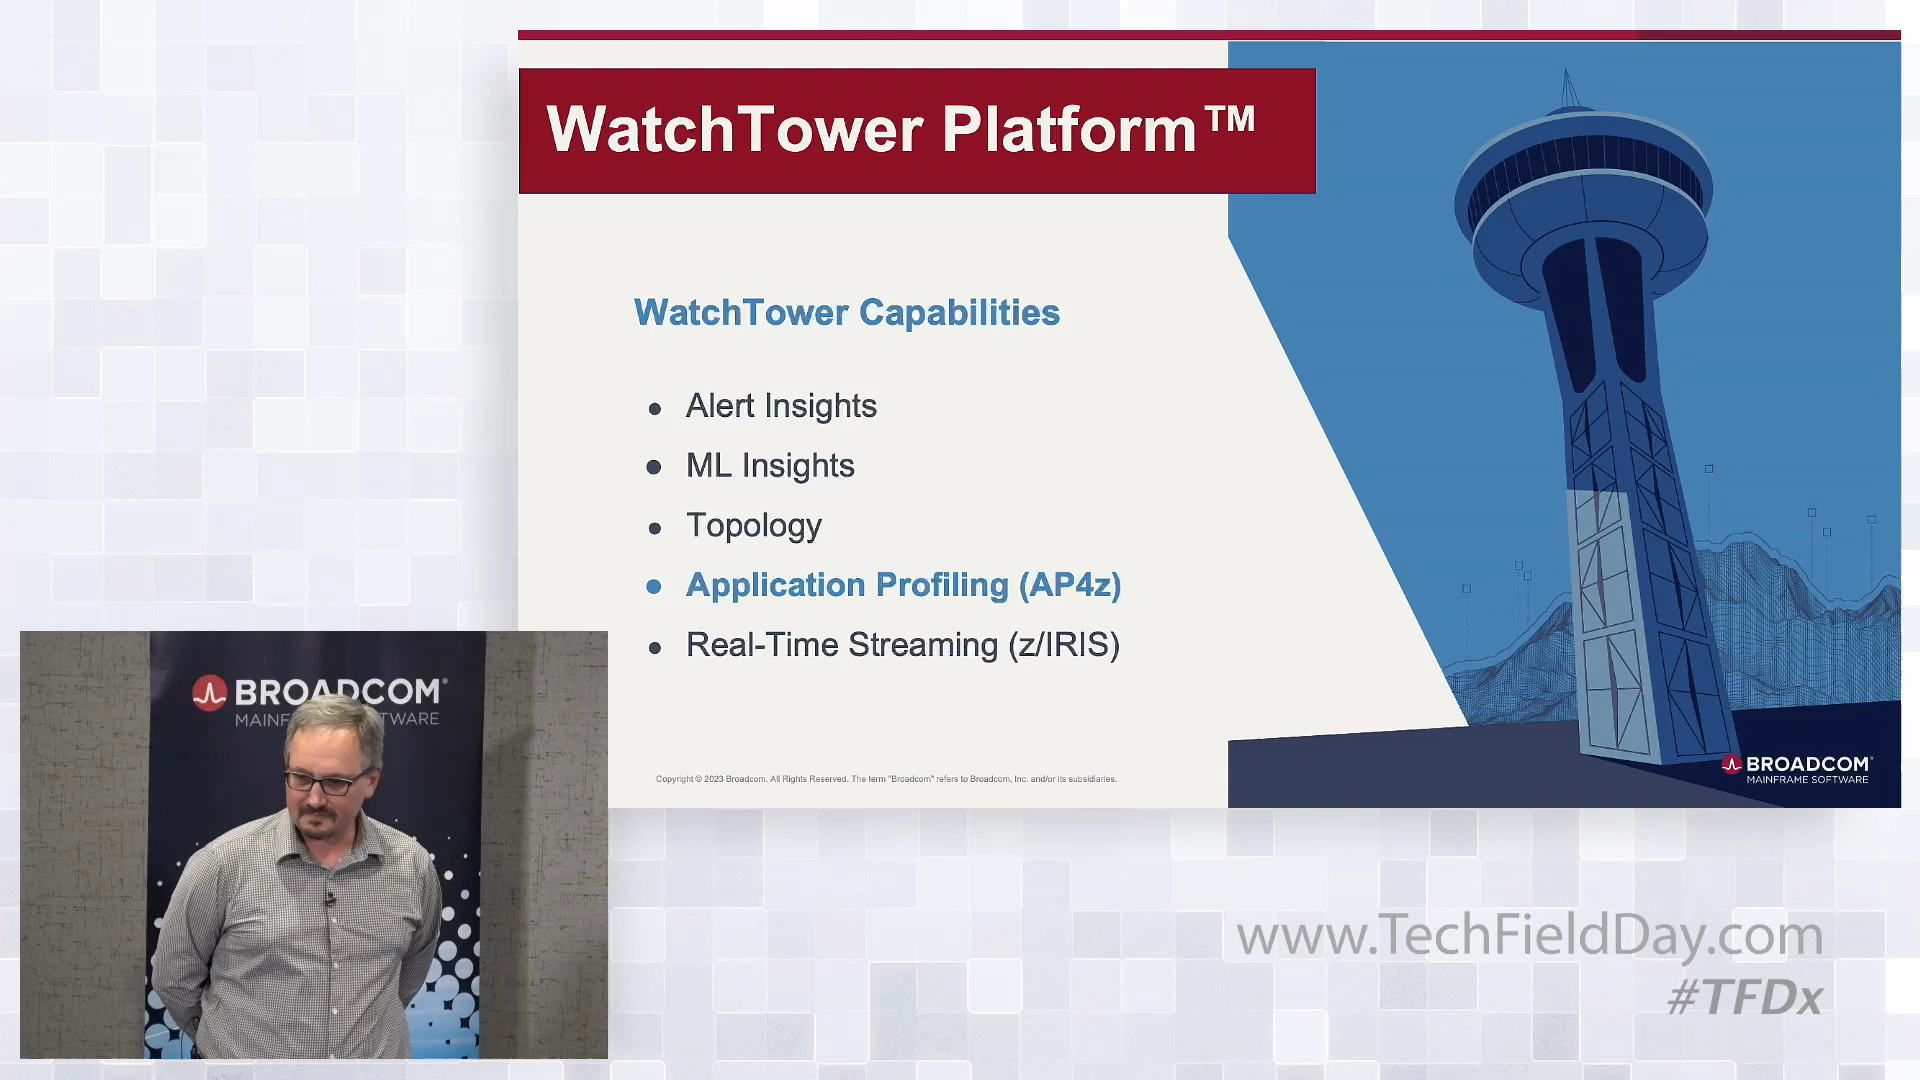 WatchTower Platform™
WatchTower Capabilities
● Alert Insights
● ML Insights
● Topology
● Application Profiling (AP4z)
● Real-Time Streaming (z/IRIS)
Copyright © 2023 Broadcom. All Rights Reserved. The term "Broadcom" refers to Broadcom, Inc. and/or its subsidiaries.
BROADCOM®
MAINFRAME SOFTWARE
BROADCOM®
MAINF TWARE
www.TechFieldDay.com
#TFDx